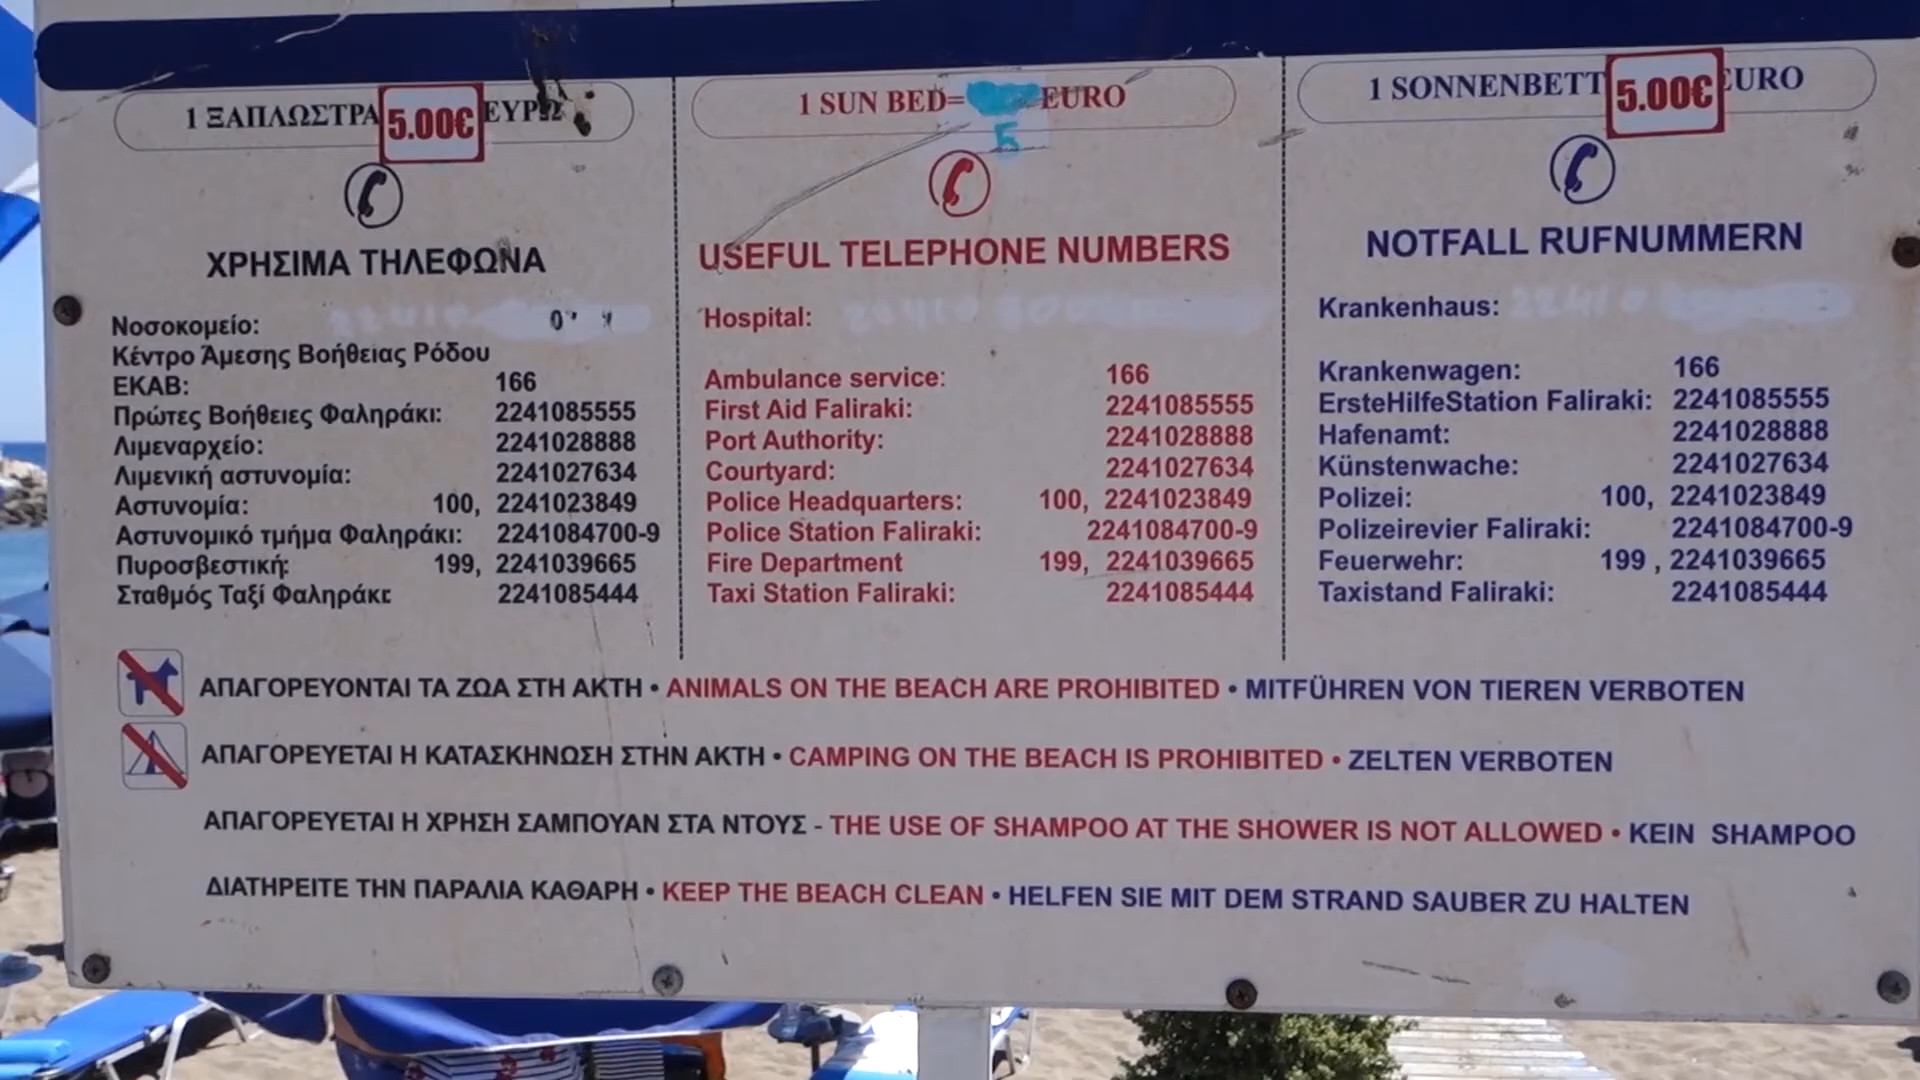 1 ΞΑΠΛΩΣΤΡΑ 5.00€ ΕΥΡΩ
ΧΡΗΣΙΜΑ ΤΗΛΕΦΩΝΑ
Νοσοκομείο:
Κέντρο Άμεσης Βοήθειας Ρόδου
ΕΚΑΒ: 166
Πρώτες Βοήθειες Φαληράκι: 2241085555
Λιμεναρχείο: 2241028888
Λιμενική αστυνομία: 2241027634
Αστυνομία: 100, 2241023849
Αστυνομικό τμήμα Φαληράκι: 2241084700-9
Πυροσβεστική: 199, 2241039665
Σταθμός Ταξί Φαληράκι: 2241085444
1 SUN BED= EURO
5
USEFUL TELEPHONE NUMBERS
Hospital:
Ambulance service: 166
First Aid Faliraki: 2241085555
Port Authority: 2241028888
Courtyard: 2241027634
Police Headquarters: 100, 2241023849
Police Station Faliraki: 2241084700-9
Fire Department 199, 2241039665
Taxi Station Faliraki: 2241085444
1 SONNENBETT 5.00€ EURO
NOTFALL RUFNUMMERN
Krankenhaus:
Krankenwagen: 166
ErsteHilfeStation Faliraki: 2241085555
Hafenamt: 2241028888
Künstenwache: 2241027634
Polizei: 100, 2241023849
Polizeirevier Faliraki: 2241084700-9
Feuerwehr: 199 , 2241039665
Taxistand Faliraki: 2241085444
ΑΠΑΓΟΡΕΥΟΝΤΑΙ ΤΑ ΖΩΑ ΣΤΗ ΑΚΤΗ • ANIMALS ON THE BEACH ARE PROHIBITED • MITFÜHREN VON TIEREN VERBOTEN
ΑΠΑΓΟΡΕΥΕΤΑΙ Η ΚΑΤΑΣΚΗΝΩΣΗ ΣΤΗΝ ΑΚΤΗ • CAMPING ON THE BEACH IS PROHIBITED • ZELTEN VERBOTEN
ΑΠΑΓΟΡΕΥΕΤΑΙ Η ΧΡΗΣΗ ΣΑΜΠΟΥΑΝ ΣΤΑ ΝΤΟΥΣ - THE USE OF SHAMPOO AT THE SHOWER IS NOT ALLOWED • KEIN SHAMPOO
ΔΙΑΤΗΡΕΙΤΕ ΤΗΝ ΠΑΡΑΛΙΑ ΚΑΘΑΡΗ • KEEP THE BEACH CLEAN • HELFEN SIE MIT DEM STRAND SAUBER ZU HALTEN